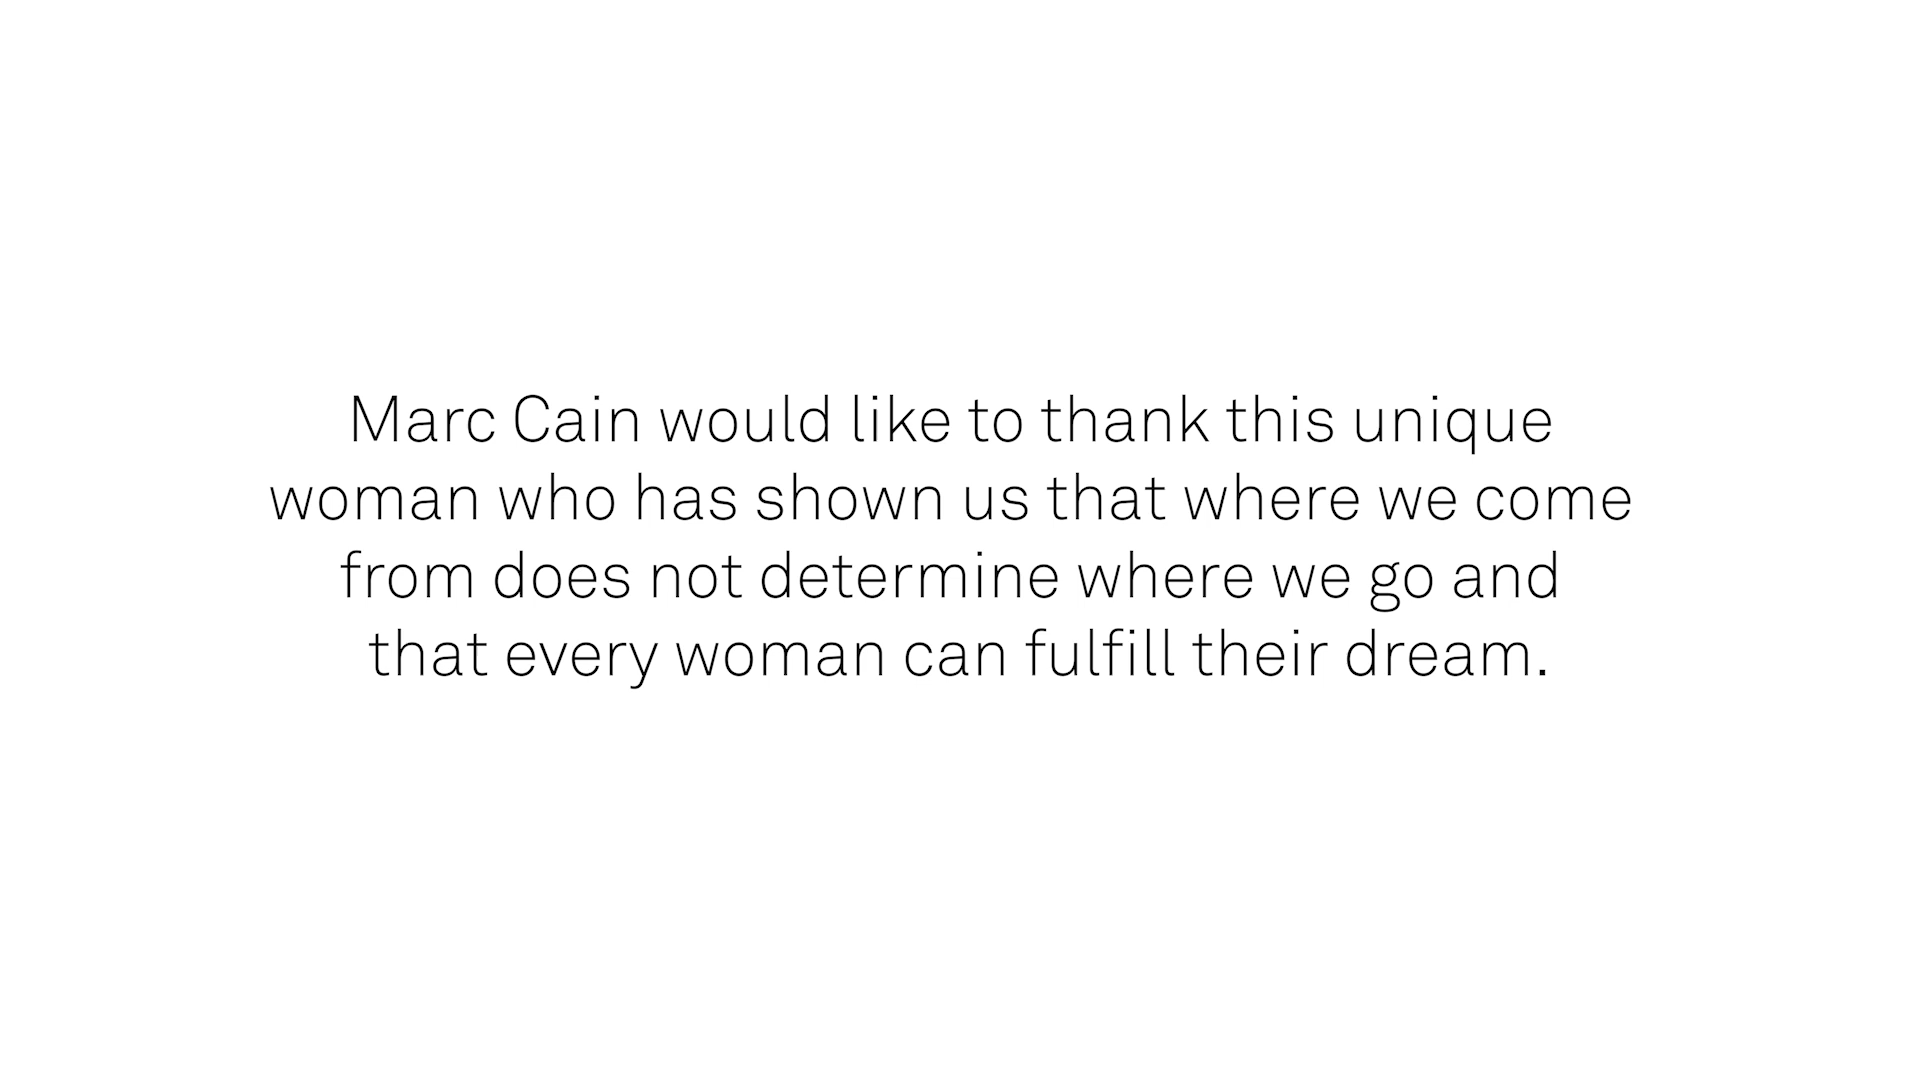 Marc Cain would like to thank this unique
woman who has shown us that where we come
from does not determine where we go and
that every woman can fulfill their dream.